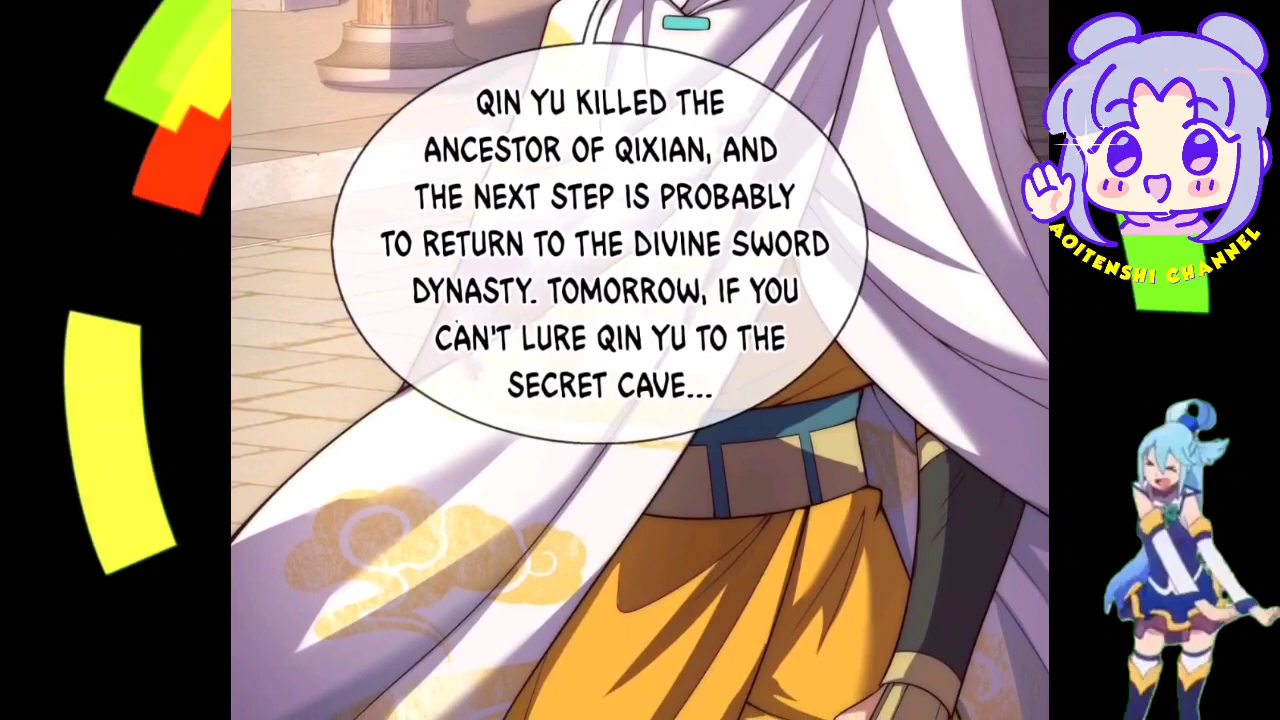 QIN YU KILLED THE
ANCESTOR OF QIXIAN, AND
THE NEXT STEP IS PROBABLY
TO RETURN TO THE DIVINE SWORD
DYNASTY. TOMORROW, IF YOU
CAN'T LURE QIN YU TO THE
SECRET CAVE...
AOITENSHI CHANNEL